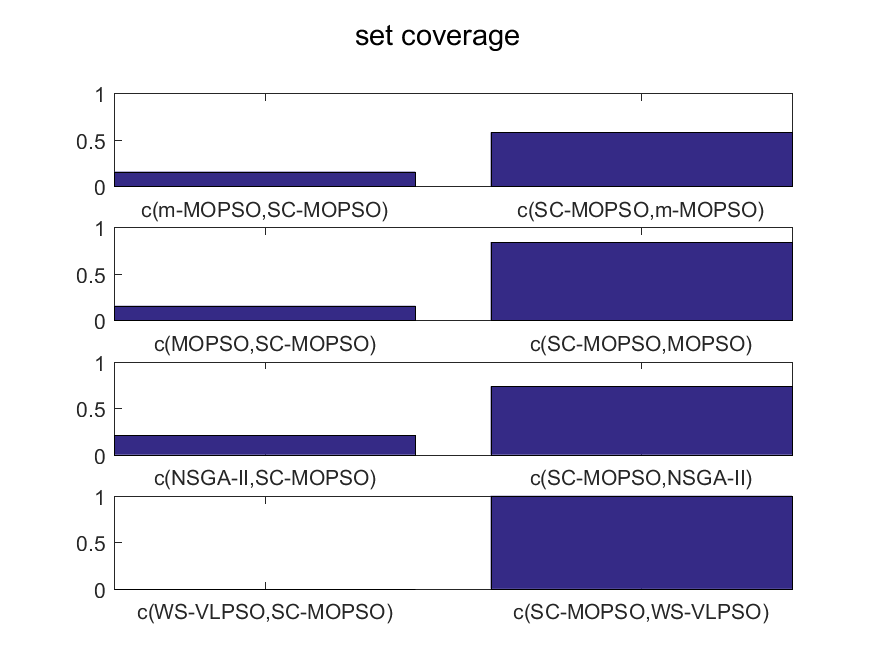 set coverage
1
0.5
0
c(m-MOPSO,SC-MOPSO) c(SC-MOPSO,m-MOPSO)
1
0.5
0
c(MOPSO,SC-MOPSO) c(SC-MOPSO,MOPSO)
1
0.5
0
c(NSGA-II,SC-MOPSO) c(SC-MOPSO,NSGA-II)
1
0.5
0
c(WS-VLPSO,SC-MOPSO) c(SC-MOPSO,WS-VLPSO)